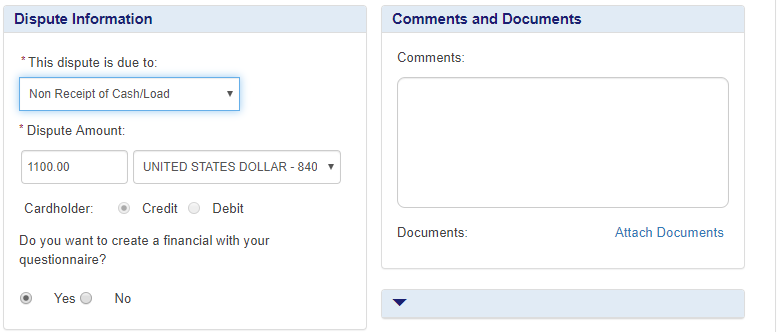 Dispute Information
* This dispute is due to:
Non Receipt of Cash/Load
* Dispute Amount:
1100.00 UNITED STATES DOLLAR - 840
Cardholder: Credit Debit
Do you want to create a financial with your
questionnaire?
Yes No
Comments and Documents
Comments:
Documents: Attach Documents